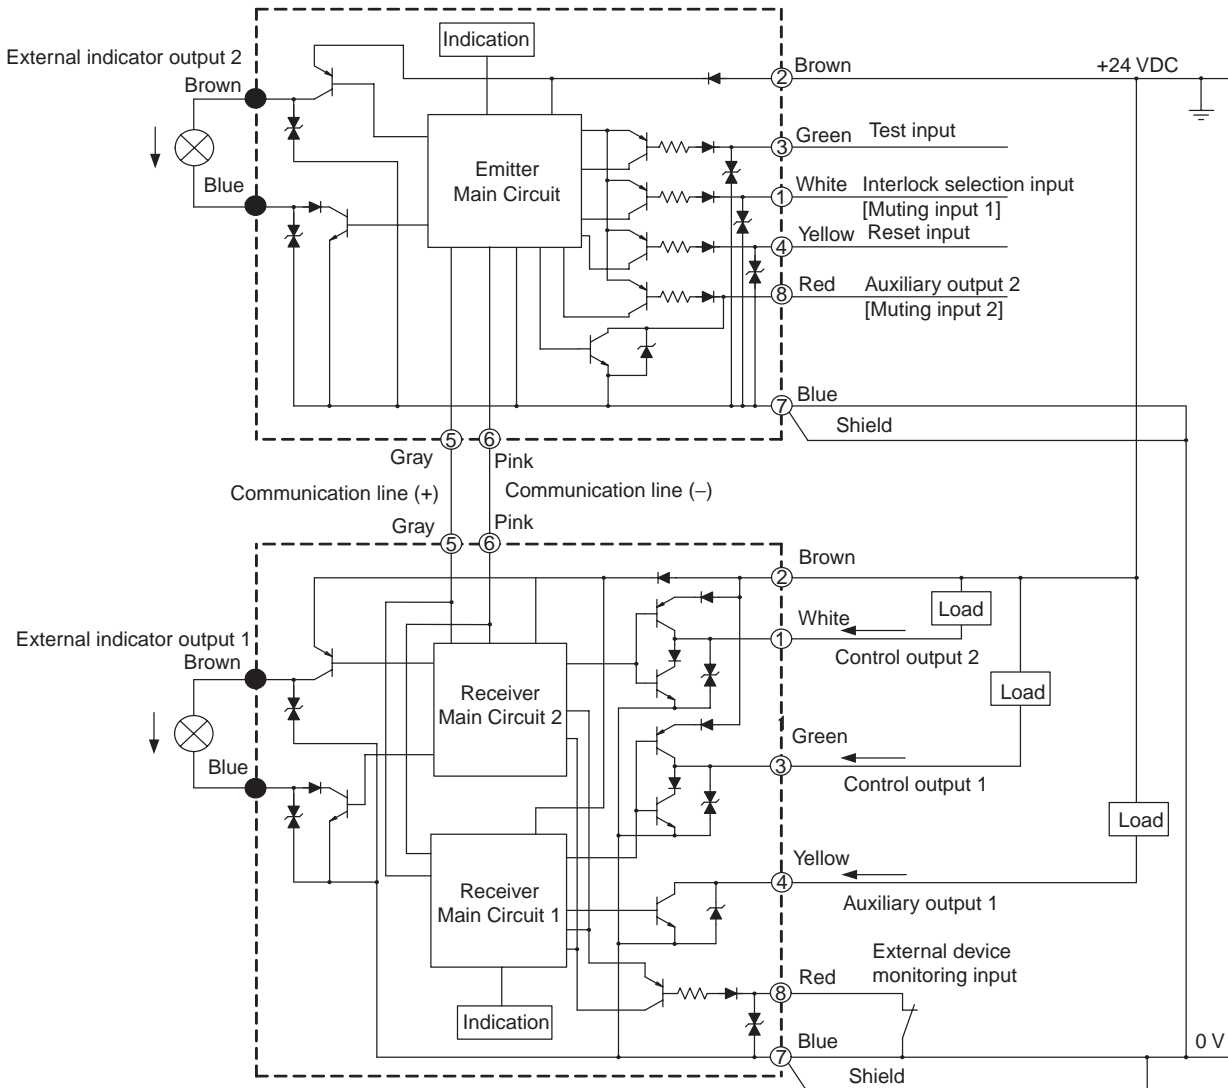 Indication
External indicator output 2
Brown
Blue
Emitter
Main Circuit
2 Brown
+24 VDC
3 Green Test input
1 White Interlock selection input
[Muting input 1]
4 Yellow Reset input
8 Red Auxiliary output 2
[Muting input 2]
7 Blue
Shield
5 6
Gray Pink
Communication line (+) Communication line (–)
Gray Pink
5 6
External indicator output 1
Brown
Blue
Receiver
Main Circuit 2
Receiver
Main Circuit 1
Indication
2 Brown
Load
1 White
Control output 2
Load
3 Green
Control output 1
Load
4 Yellow
Auxiliary output 1
External device
monitoring input
8 Red
7 Blue
0 V
Shield